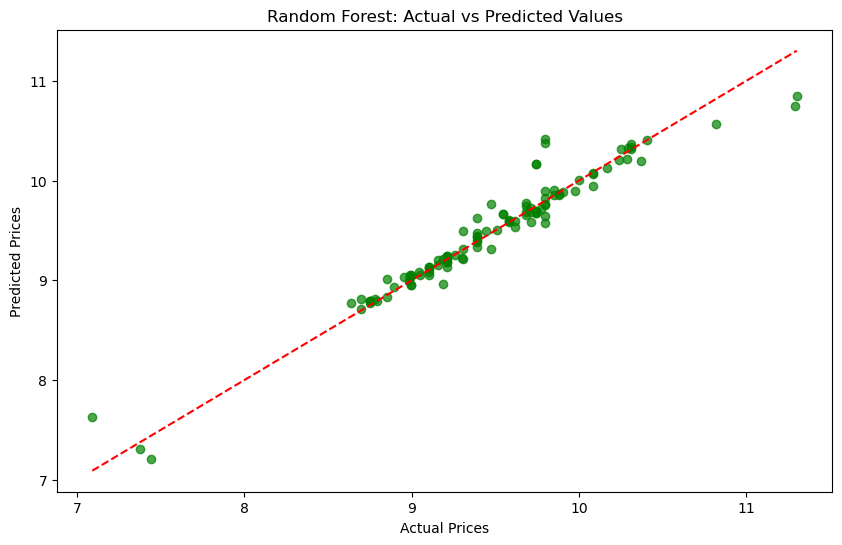 Random Forest: Actual vs Predicted Values
11
10
9
8
7
Predicted Prices
7 8 9 10 11
Actual Prices